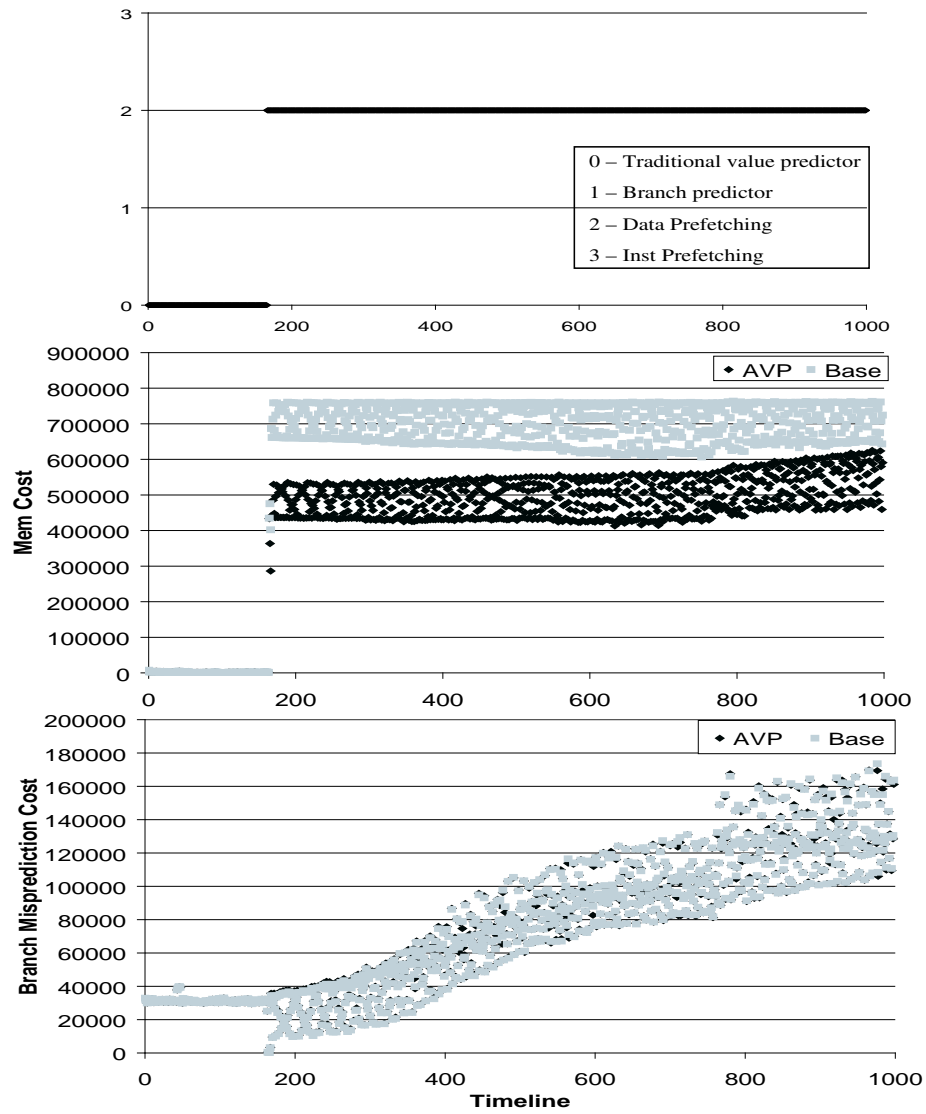 3
2
1
0
0 – Traditional value predictor
1 – Branch predictor
2 – Data Prefetching
3 – Inst Prefetching
0 200 400 600 800 1000
Mem Cost
900000
800000
700000
600000
500000
400000
300000
200000
100000
0
AVP Base
0 200 400 600 800 1000
Branch Misprediction Cost
200000
180000
160000
140000
120000
100000
80000
60000
40000
20000
0
AVP Base
0 200 400 600 800 1000
Timeline